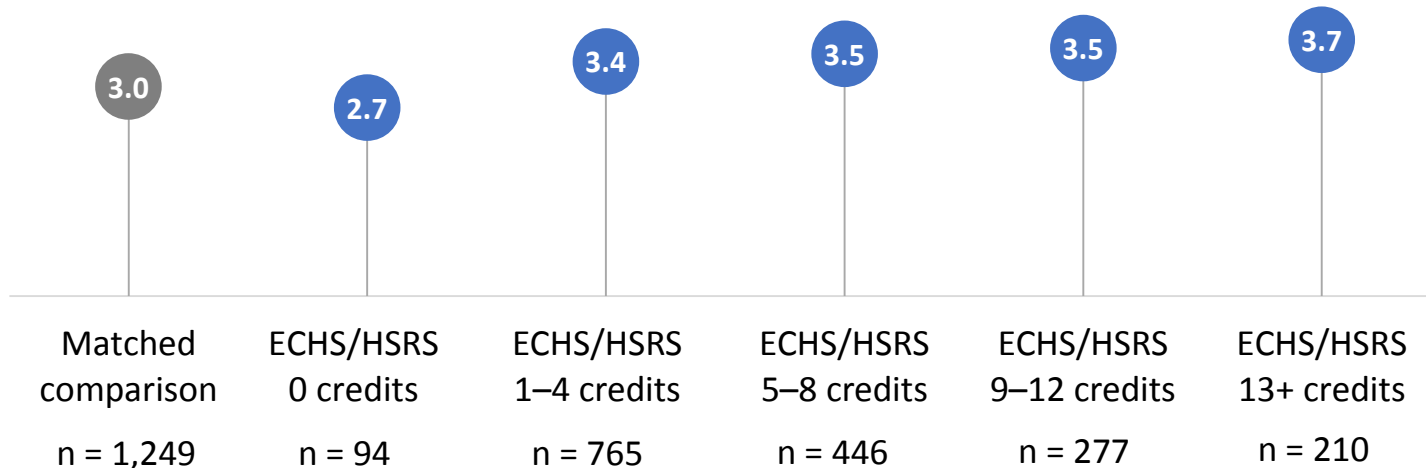 3.0
2.7
3.4
3.5
3.5
3.7
Matched
comparison
n = 1,249
ECHS/HSRS
0 credits
n = 94
ECHS/HSRS
1–4 credits
n = 765
ECHS/HSRS
5–8 credits
n = 446
ECHS/HSRS
9–12 credits
n = 277
ECHS/HSRS
13+ credits
n = 210